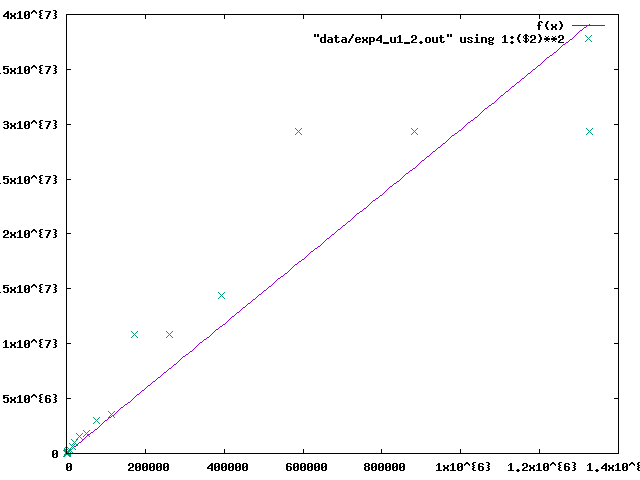 4x10^{7}
f(x)
"data/exp4_u1_2.out" using 1:($2)**2
5x10^{7}
3x10^{7}
5x10^{7}
2x10^{7}
5x10^{7}
1x10^{7}
5x10^{6}
0
0 200000 400000 600000 800000 1x10^{6} 1.2x10^{6} 1.4x10^{6